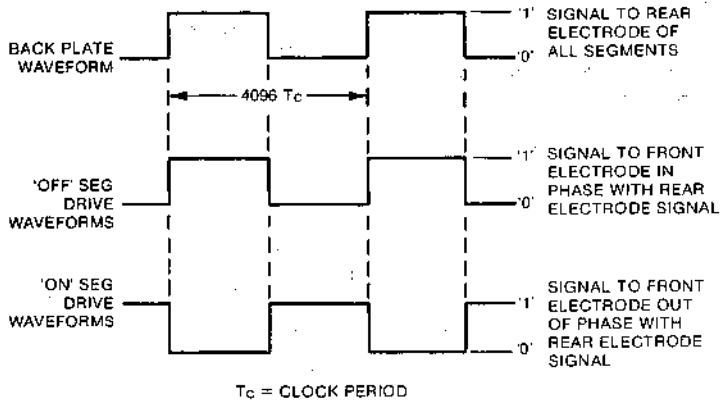 BACK PLATE
WAVEFORM
'1'
'0'
SIGNAL TO REAR
ELECTRODE OF
ALL SEGMENTS
4096 Tc
'OFF' SEG
DRIVE
WAVEFORMS
'1'
'0'
SIGNAL TO FRONT
ELECTRODE IN
PHASE WITH REAR
ELECTRODE SIGNAL
'ON' SEG
DRIVE
WAVEFORMS
'1'
'0'
SIGNAL TO FRONT
ELECTRODE OUT
OF PHASE WITH
REAR ELECTRODE
SIGNAL
Tc = CLOCK PERIOD